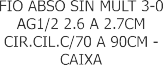 FIO ABSO SIN MULT 3-0
AG1/2 2.6 A 2.7CM
CIR.CIL.C/70 A 90CM -
CAIXA